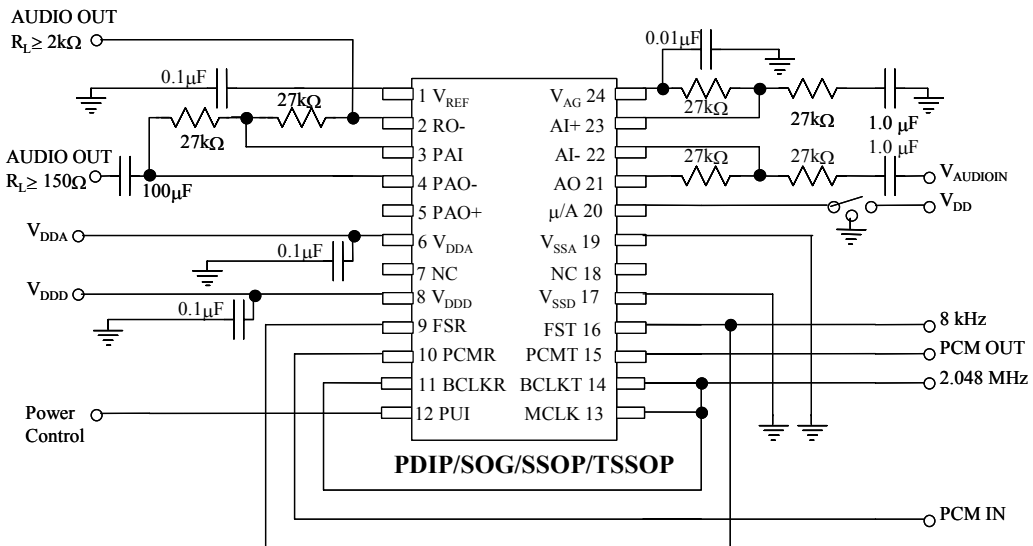 AUDIO OUT
R_L ≥ 2kΩ
0.1μF
27kΩ
27kΩ
AUDIO OUT
R_L ≥ 150Ω
100μF
V_DDA
0.1μF
V_DDD
0.1μF
Power
Control
1 V_REF
2 RO-
3 PAI
4 PAO-
5 PAO+
6 V_DDA
7 NC
8 V_DDD
9 FSR
10 PCMR
11 BCLKR
12 PUI
V_AG 24
AI+ 23
AI- 22
AO 21
μ/A 20
V_SSA 19
NC 18
V_SSD 17
FST 16
PCMT 15
BCLKT 14
MCLK 13
PDIP/SOG/SSOP/TSSOP
0.01μF
27kΩ
27kΩ
1.0 μF
1.0 μF
27kΩ
27kΩ
V_AUDIOIN
V_DD
8 kHz
PCM OUT
2.048 MHz
PCM IN